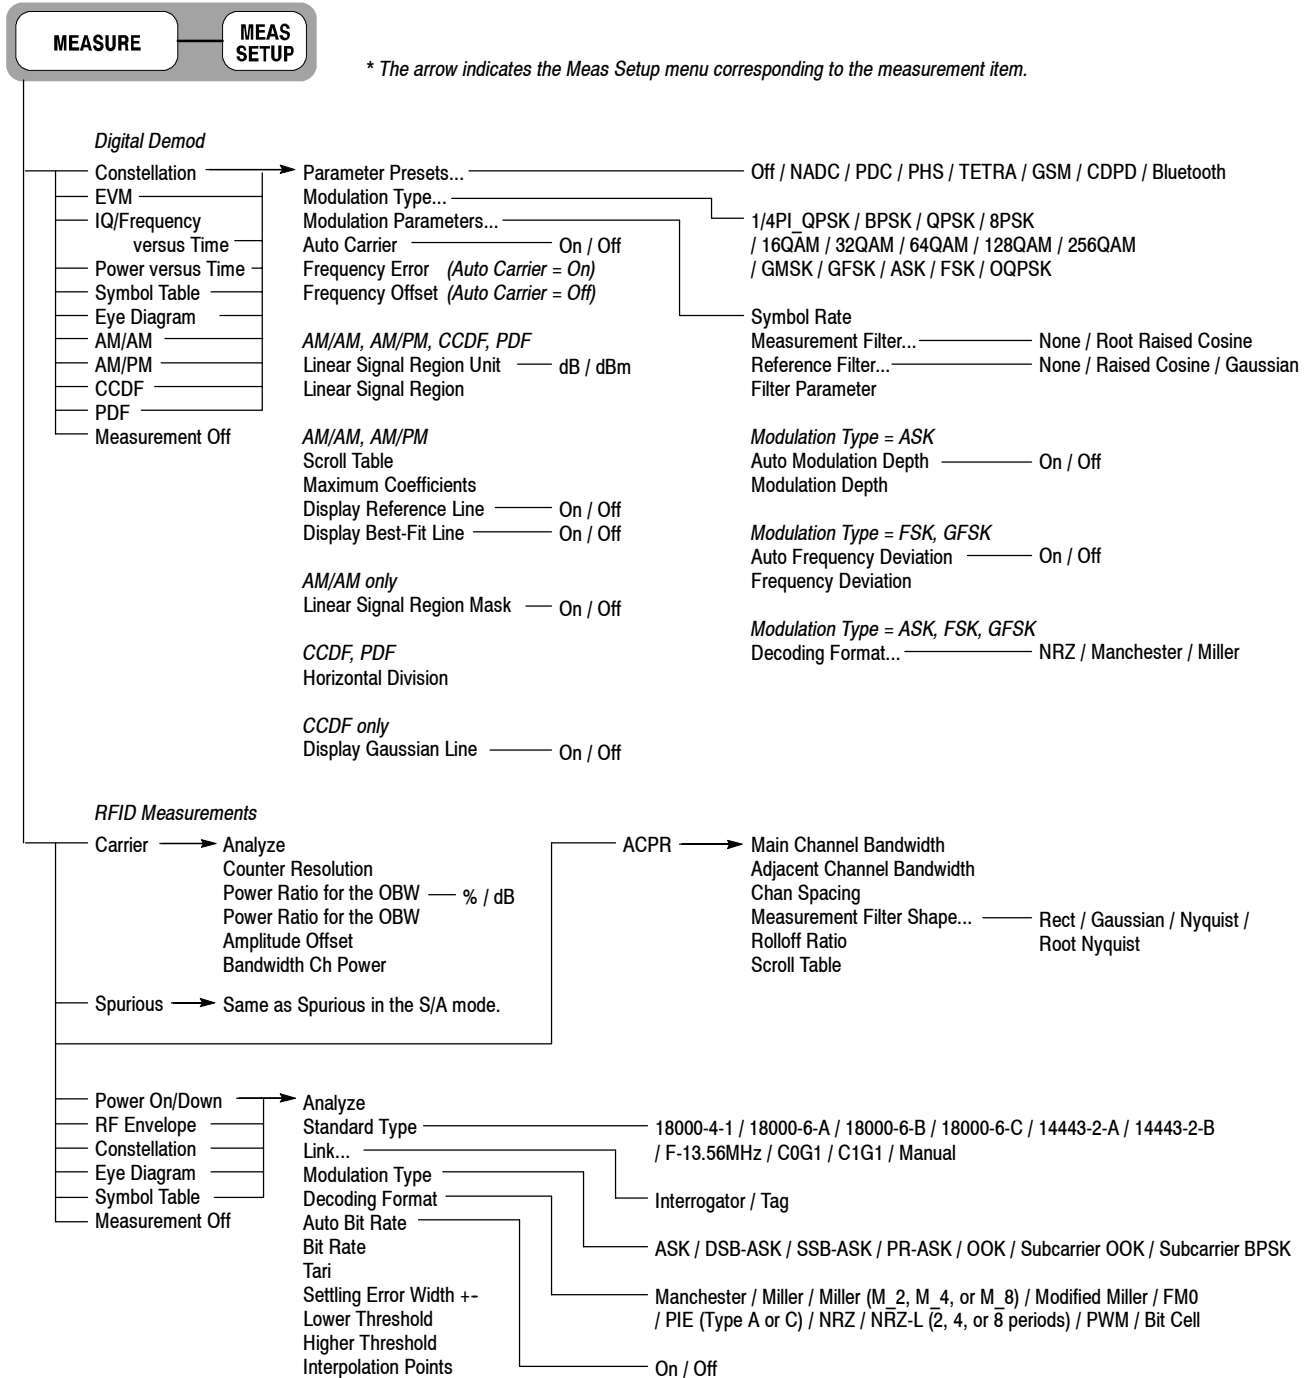 MEASURE
MEAS
SETUP
* The arrow indicates the Meas Setup menu corresponding to the measurement item.
Digital Demod
Constellation
EVM
IQ/Frequency
versus Time
Power versus Time
Symbol Table
Eye Diagram
AM/AM
AM/PM
CCDF
PDF
Measurement Off
Parameter Presets...
Modulation Type...
Modulation Parameters...
Auto Carrier On / Off
Frequency Error (Auto Carrier = On)
Frequency Offset (Auto Carrier = Off)
AM/AM, AM/PM, CCDF, PDF
Linear Signal Region Unit dB / dBm
Linear Signal Region
AM/AM, AM/PM
Scroll Table
Maximum Coefficients
Display Reference Line On / Off
Display Best-Fit Line On / Off
AM/AM only
Linear Signal Region Mask On / Off
CCDF, PDF
Horizontal Division
CCDF only
Display Gaussian Line On / Off
Off / NADC / PDC / PHS / TETRA / GSM / CDPD / Bluetooth
1/4PI_QPSK / BPSK / QPSK / 8PSK
/ 16QAM / 32QAM / 64QAM / 128QAM / 256QAM
/ GMSK / GFSK / ASK / FSK / OQPSK
Symbol Rate
Measurement Filter... None / Root Raised Cosine
Reference Filter... None / Raised Cosine / Gaussian
Filter Parameter
Modulation Type = ASK
Auto Modulation Depth On / Off
Modulation Depth
Modulation Type = FSK, GFSK
Auto Frequency Deviation On / Off
Frequency Deviation
Modulation Type = ASK, FSK, GFSK
Decoding Format... NRZ / Manchester / Miller
RFID Measurements
Carrier
Analyze
Counter Resolution
Power Ratio for the OBW % / dB
Power Ratio for the OBW
Amplitude Offset
Bandwidth Ch Power
Spurious Same as Spurious in the S/A mode.
ACPR
Main Channel Bandwidth
Adjacent Channel Bandwidth
Chan Spacing
Measurement Filter Shape... Rect / Gaussian / Nyquist /
Root Nyquist
Rolloff Ratio
Scroll Table
Power On/Down
RF Envelope
Constellation
Eye Diagram
Symbol Table
Measurement Off
Analyze
Standard Type
Link...
Modulation Type
Decoding Format
Auto Bit Rate
Bit Rate
Tari
Settling Error Width +-
Lower Threshold
Higher Threshold
Interpolation Points
18000-4-1 / 18000-6-A / 18000-6-B / 18000-6-C / 14443-2-A / 14443-2-B
/ F-13.56MHz / C0G1 / C1G1 / Manual
Interrogator / Tag
ASK / DSB-ASK / SSB-ASK / PR-ASK / OOK / Subcarrier OOK / Subcarrier BPSK
Manchester / Miller / Miller (M_2, M_4, or M_8) / Modified Miller / FM0
/ PIE (Type A or C) / NRZ / NRZ-L (2, 4, or 8 periods) / PWM / Bit Cell
On / Off